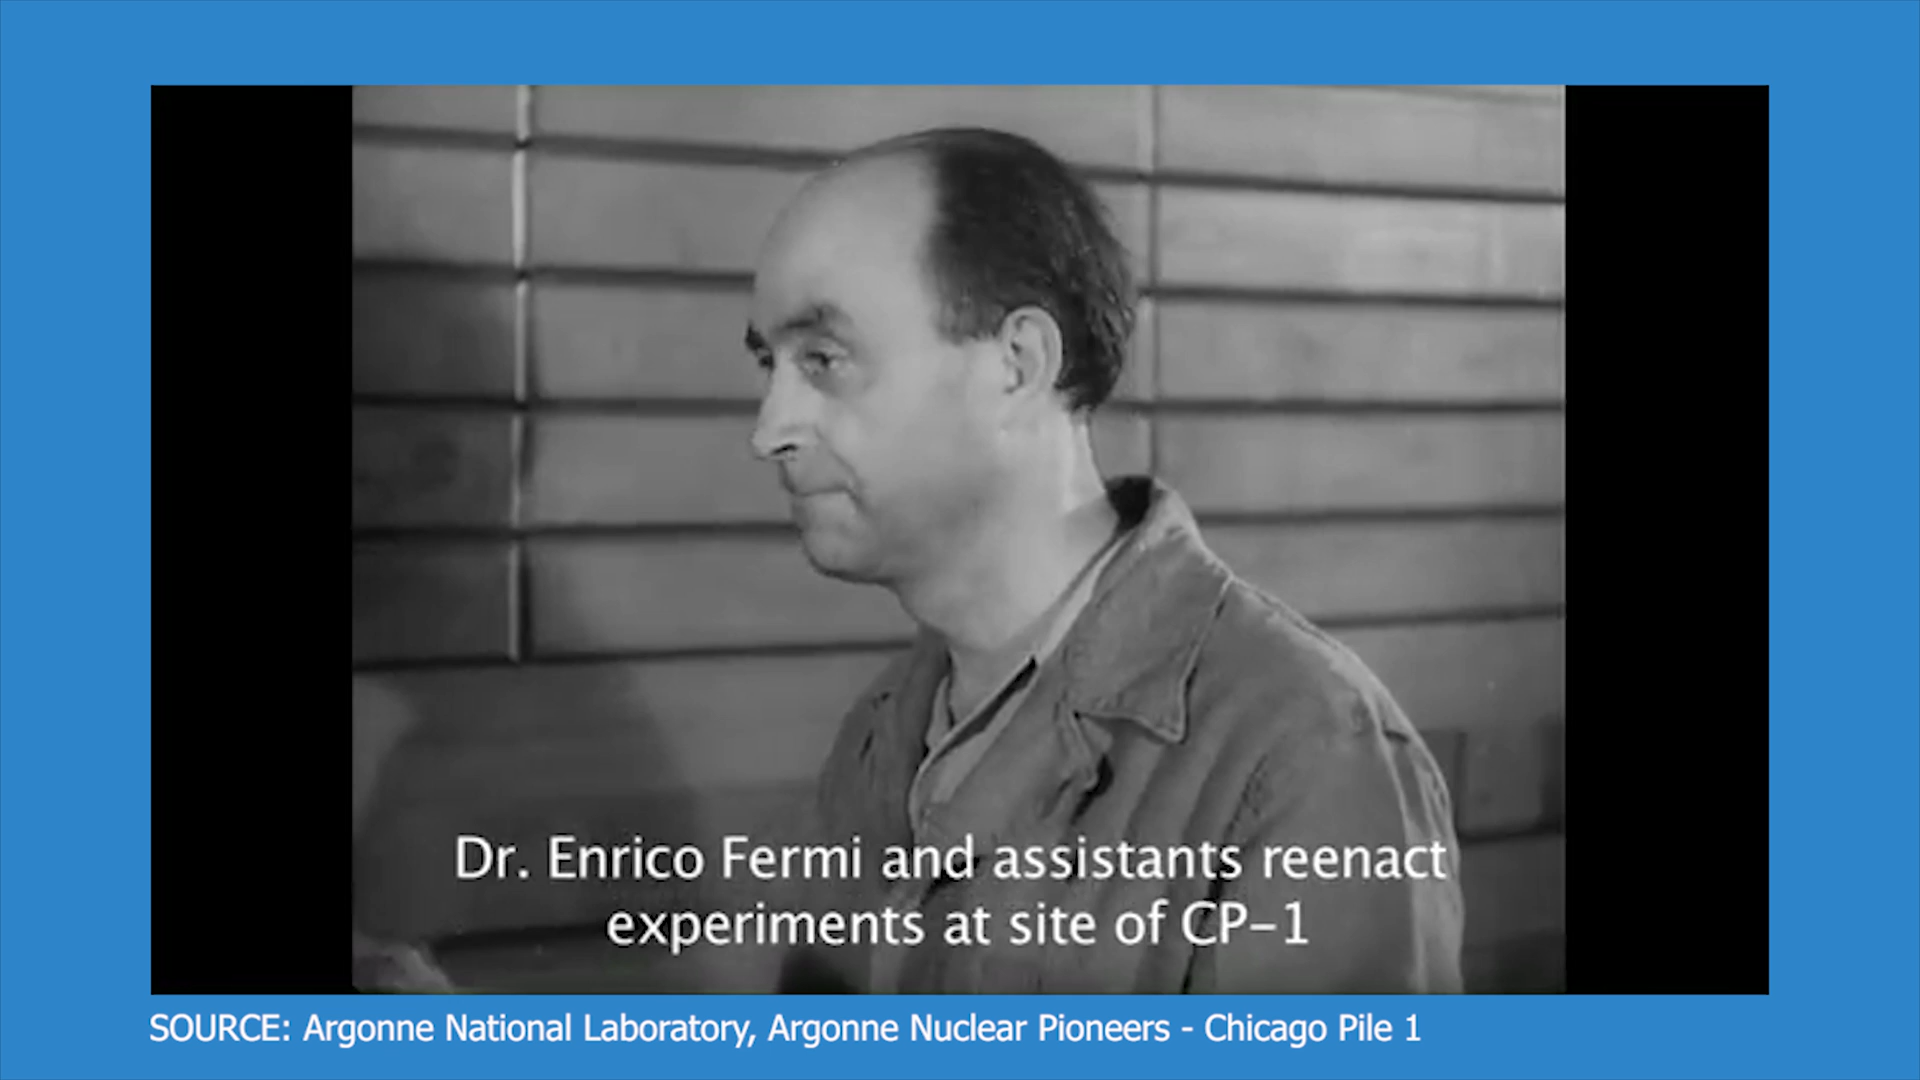 Dr. Enrico Fermi and assistants reenact
experiments at site of CP-1
SOURCE: Argonne National Laboratory, Argonne Nuclear Pioneers - Chicago Pile 1